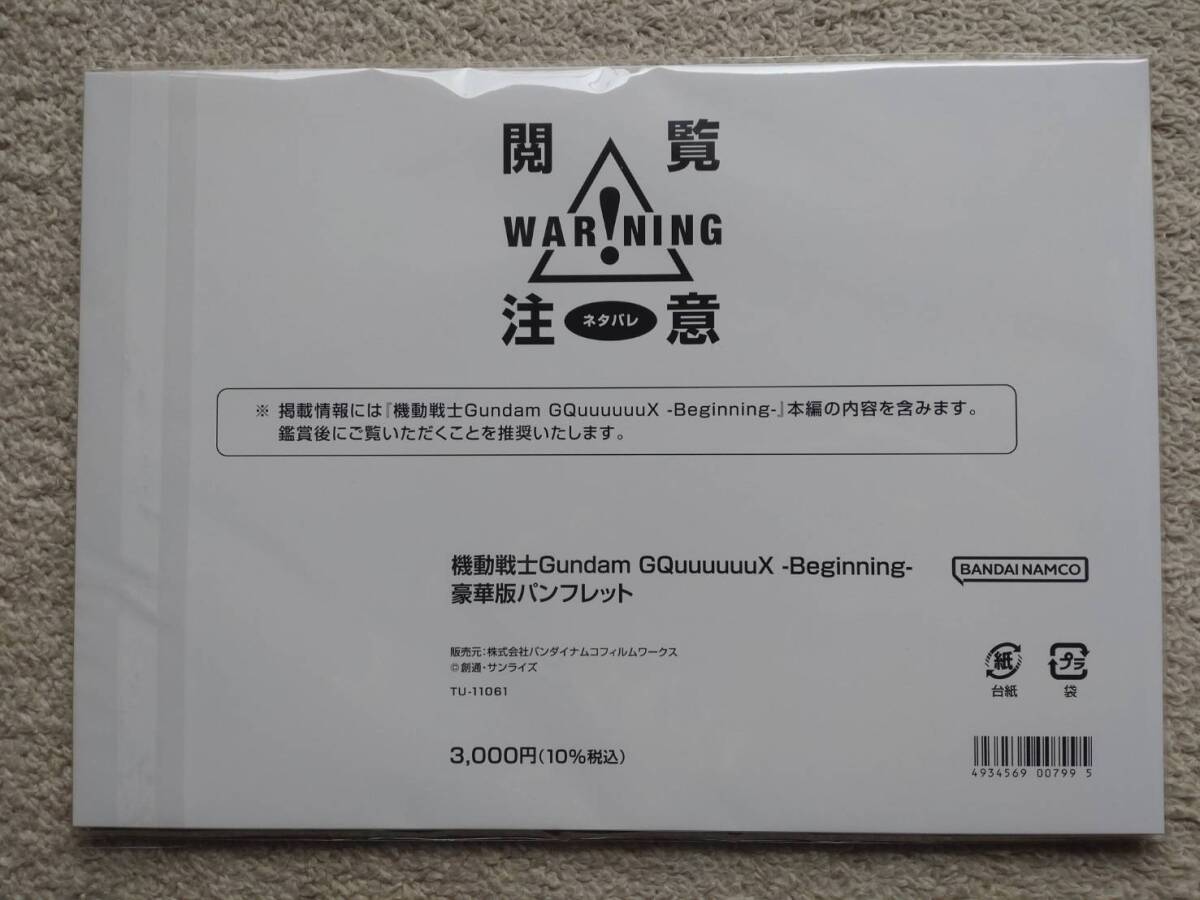 閲覧
WAR!NING
注 ネタバレ 意
※ 掲載情報には『機動戦士Gundam GQuuuuuuX -Beginning-』本編の内容を含みます。
鑑賞後にご覧いただくことを推奨いたします。
機動戦士Gundam GQuuuuuuX -Beginning-
豪華版パンフレット
BANDAI NAMCO
販売元:株式会社バンダイナムコフィルムワークス
©創通・サンライズ
TU-11061
紙 プラ
台紙 袋
3,000円(10%税込)
4934569 00799 5